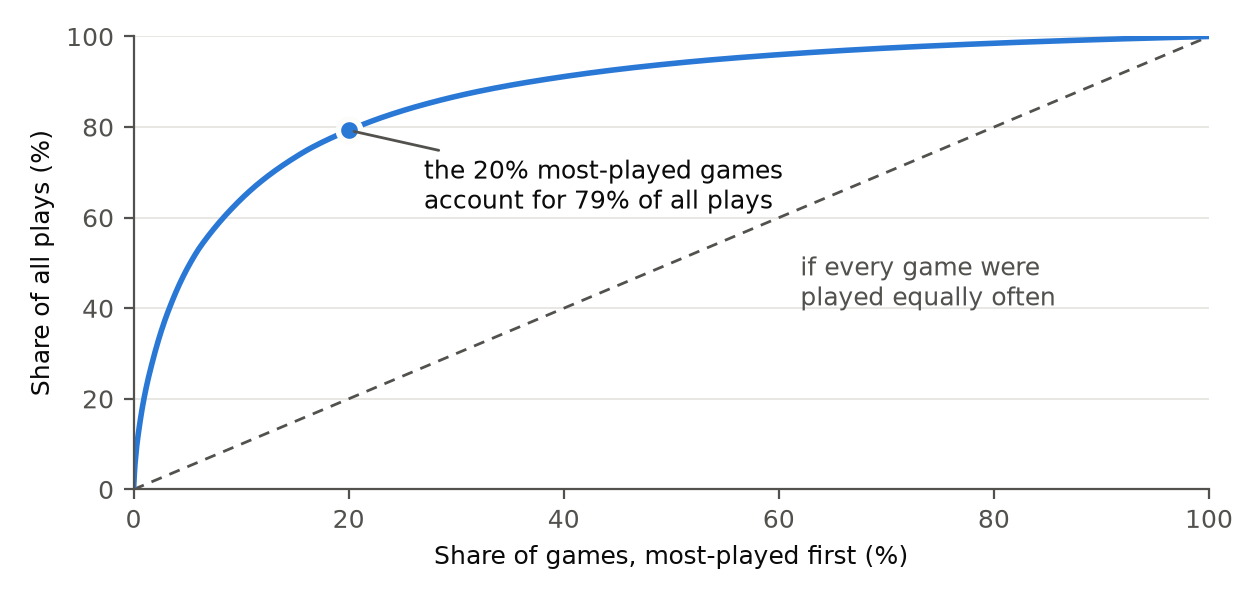 100
80
60
40
20
0
Share of all plays (%)
the 20% most-played games
account for 79% of all plays
if every game were
played equally often
0 20 40 60 80 100
Share of games, most-played first (%)